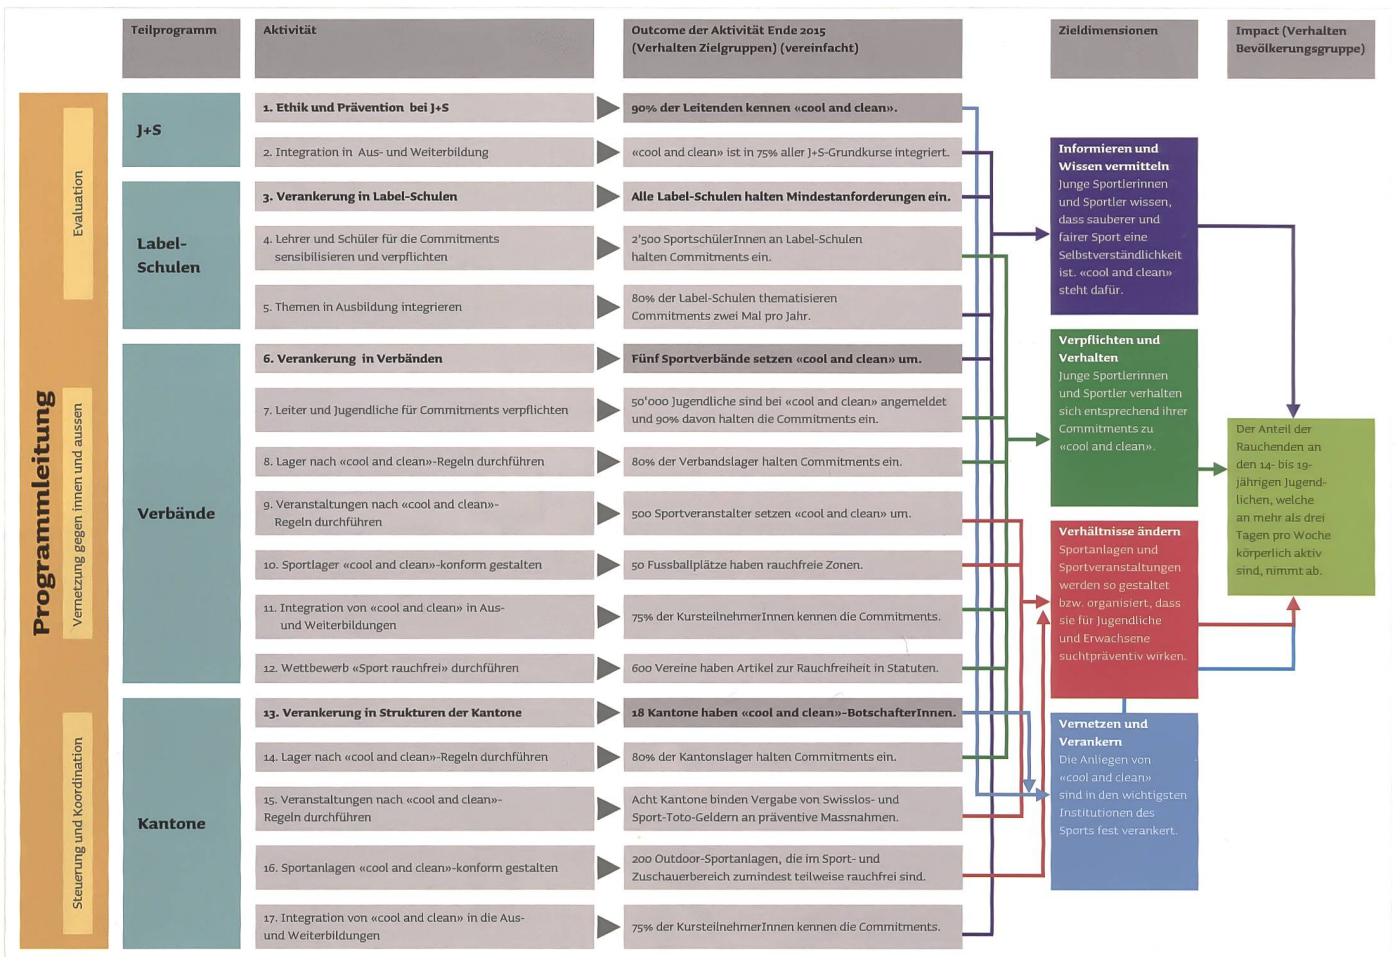 Teilprogramm
Aktivität
Outcome der Aktivität Ende 2015
(Verhalten Zielgruppen) (vereinfacht)
Zieldimensionen
Impact (Verhalten
Bevölkerungsgruppe)
Programmleitung
Evaluation
Vernetzung gegen innen und aussen
Steuerung und Koordination
J+S
1. Ethik und Prävention bei J+S
90% der Leitenden kennen «cool and clean».
2. Integration in Aus- und Weiterbildung
«cool and clean» ist in 75% aller J+S-Grundkurse integriert.
Label-
Schulen
3. Verankerung in Label-Schulen
Alle Label-Schulen halten Mindestanforderungen ein.
4. Lehrer und Schüler für die Commitments
sensibilisieren und verpflichten
2'500 SportschülerInnen an Label-Schulen
halten Commitments ein.
5. Themen in Ausbildung integrieren
80% der Label-Schulen thematisieren
Commitments zwei Mal pro Jahr.
Verbände
6. Verankerung in Verbänden
Fünf Sportverbände setzen «cool and clean» um.
7. Leiter und Jugendliche für Commitments verpflichten
50'000 Jugendliche sind bei «cool and clean» angemeldet
und 90% davon halten die Commitments ein.
8. Lager nach «cool and clean»-Regeln durchführen
80% der Verbandslager halten Commitments ein.
9. Veranstaltungen nach «cool and clean»-
Regeln durchführen
500 Sportveranstalter setzen «cool and clean» um.
10. Sportlager «cool and clean»-konform gestalten
50 Fussballplätze haben rauchfreie Zonen.
11. Integration von «cool and clean» in Aus-
und Weiterbildungen
75% der KursteilnehmerInnen kennen die Commitments.
12. Wettbewerb «Sport rauchfrei» durchführen
600 Vereine haben Artikel zur Rauchfreiheit in Statuten.
Kantone
13. Verankerung in Strukturen der Kantone
18 Kantone haben «cool and clean»-BotschafterInnen.
14. Lager nach «cool and clean»-Regeln durchführen
80% der Kantonslager halten Commitments ein.
15. Veranstaltungen nach «cool and clean»-
Regeln durchführen
Acht Kantone binden Vergabe von Swisslos- und
Sport-Toto-Geldern an präventive Massnahmen.
16. Sportanlagen «cool and clean»-konform gestalten
200 Outdoor-Sportanlagen, die im Sport- und
Zuschauerbereich zumindest teilweise rauchfrei sind.
17. Integration von «cool and clean» in die Aus-
und Weiterbildungen
75% der KursteilnehmerInnen kennen die Commitments.
Informieren und
Wissen vermitteln
Junge Sportlerinnen
und Sportler wissen,
dass sauberer und
fairer Sport eine
Selbstverständlichkeit
ist. «cool and clean»
steht dafür.
Verpflichten und
Verhalten
Junge Sportlerinnen
und Sportler verhalten
sich entsprechend ihrer
Commitments zu
«cool and clean».
Verhältnisse ändern
Sportanlagen und
Sportveranstaltungen
werden so gestaltet
bzw. organisiert, dass
sie für Jugendliche
und Erwachsene
suchtpräventiv wirken.
Vernetzen und
Verankern
Die Anliegen von
«cool and clean»
sind in den wichtigsten
Institutionen des
Sports fest verankert.
Der Anteil der
Rauchenden an
den 14- bis 19-
jährigen Jugend-
lichen, welche
an mehr als drei
Tagen pro Woche
körperlich aktiv
sind, nimmt ab.